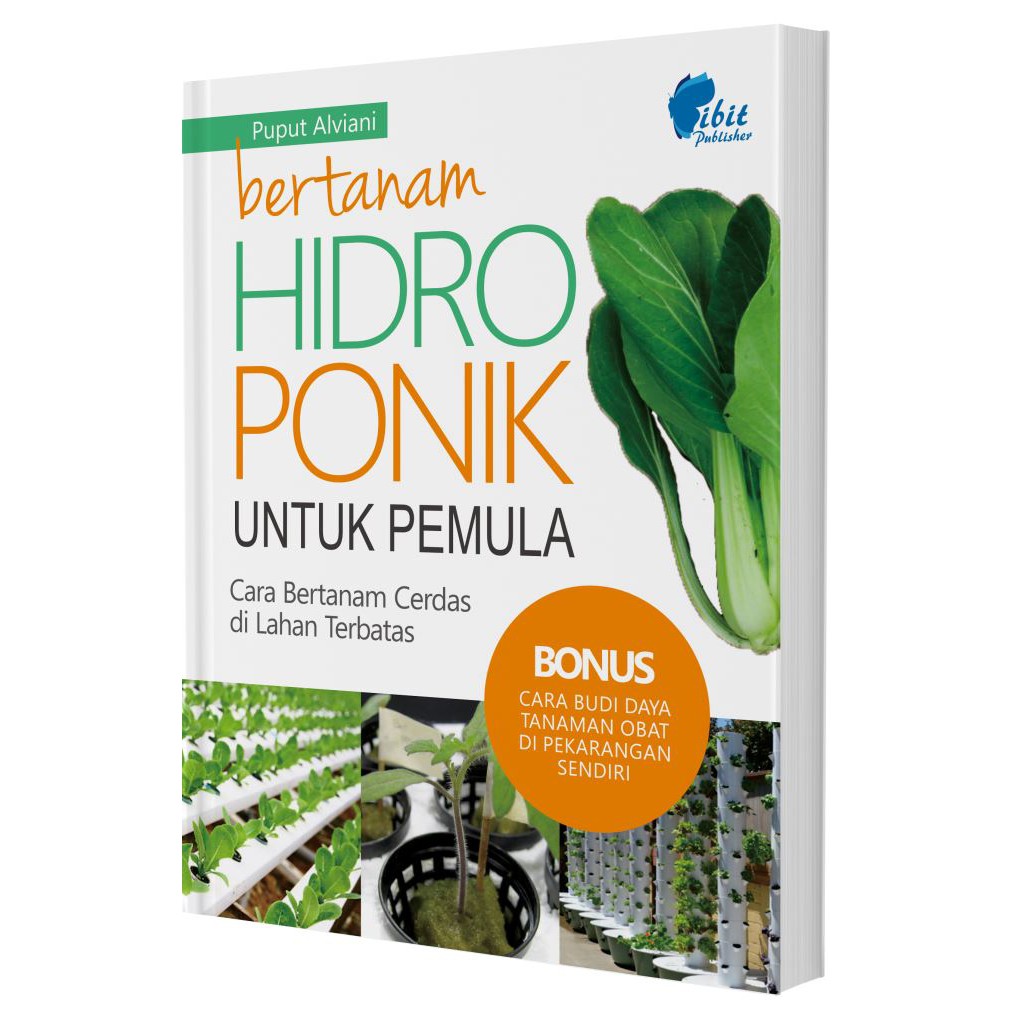 Puput Alviani
ibit
Publisher
bertanam
HIDRO
PONIK
UNTUK PEMULA
Cara Bertanam Cerdas
di Lahan Terbatas
BONUS
CARA BUDI DAYA
TANAMAN OBAT
DI PEKARANGAN
SENDIRI